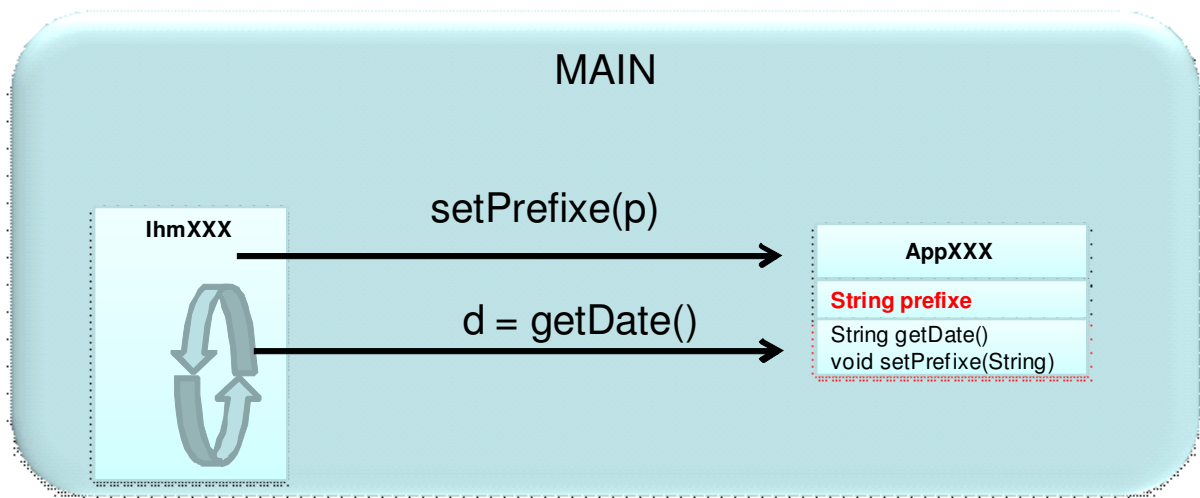 MAIN
setPrefixe(p)
IhmXXX
AppXXX
String prefixe
d = getDate()
String getDate()
void setPrefixe(String)